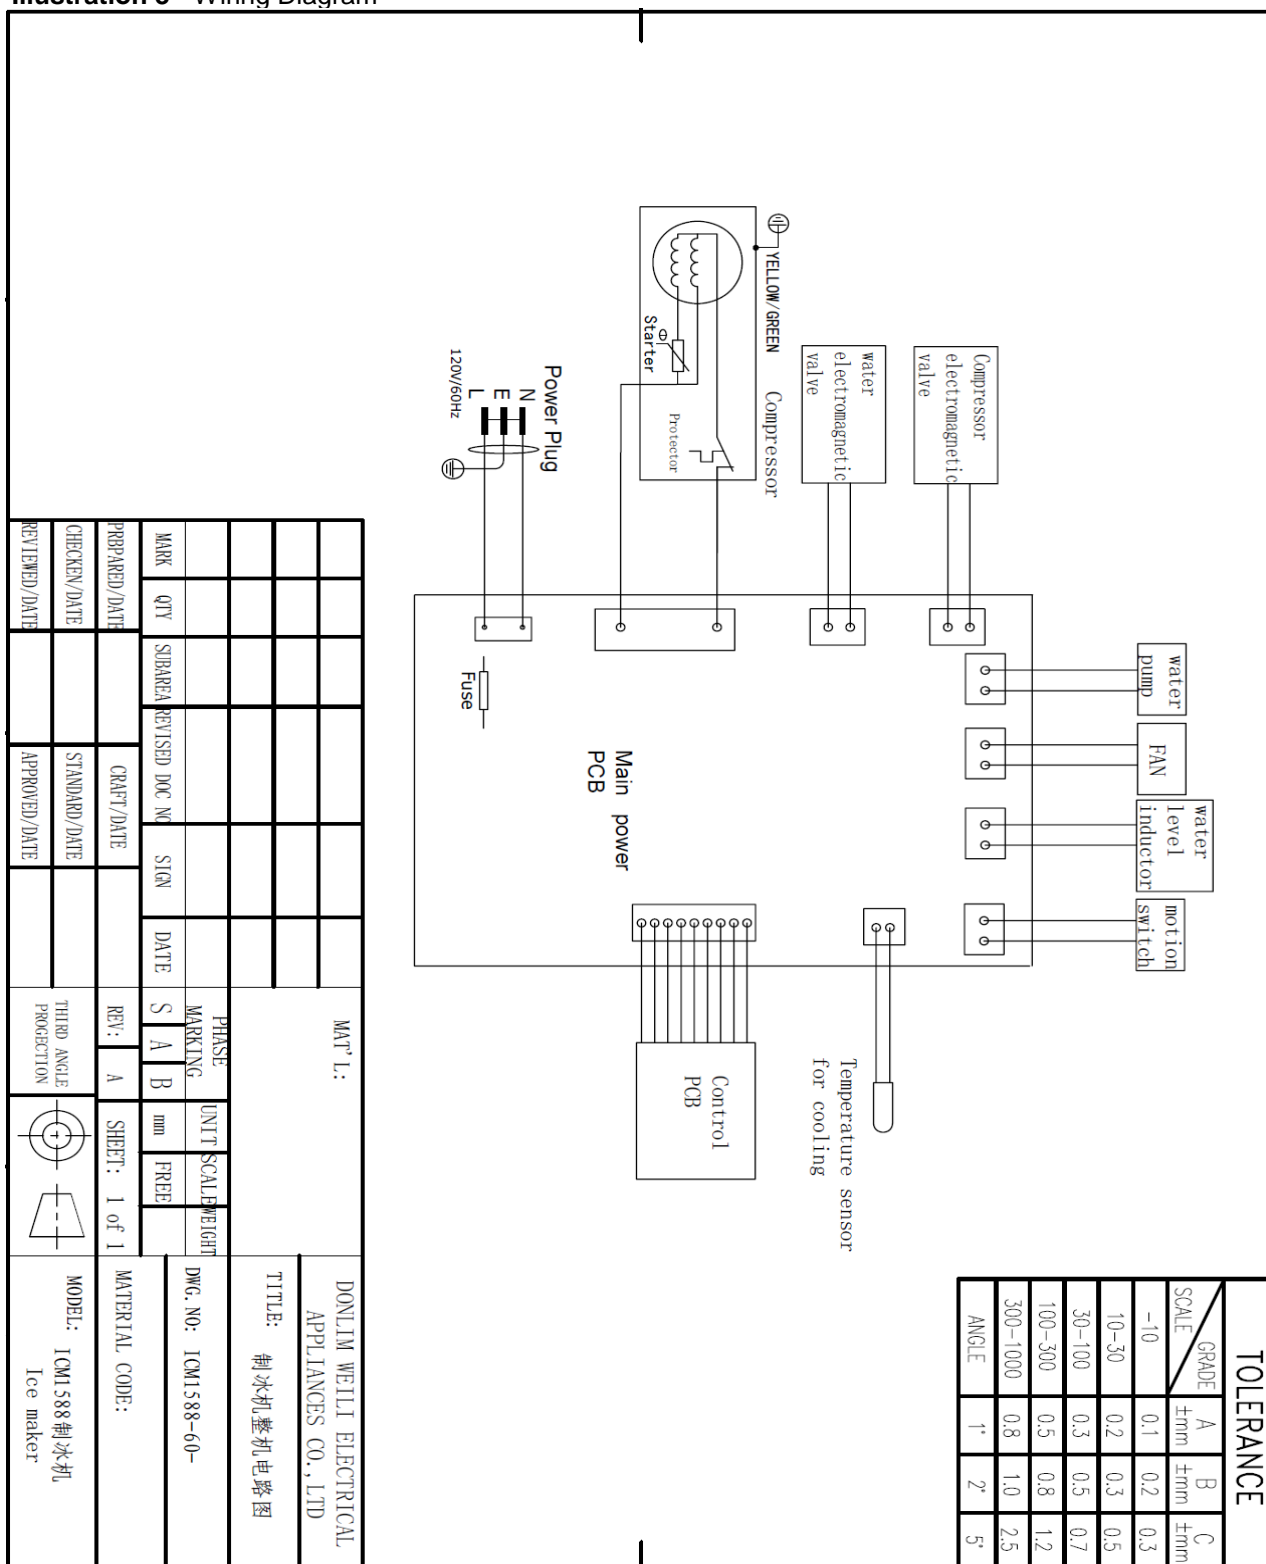 Illustration 3 Wiring Diagram
YELLOW/GREEN
Compressor
Starter
Θ
Protector
water
electromagnetic
valve
Compressor
electromagnetic
valve
Power Plug
N
E
L
120V/60Hz
Fuse
Main power
PCB
water
pump
FAN
water
level
inductor
motion
switch
Control
PCB
Temperature sensor
for cooling
TOLERANCE
GRADE SCALE A ±mm B ±mm C ±mm
-10 0.1 0.2 0.3
10-30 0.2 0.3 0.5
30-100 0.3 0.5 0.7
100-300 0.5 0.8 1.2
300-1000 0.8 1.0 2.5
ANGLE 1° 2° 5°
MARK QTY SUBAREA REVISED DOC NO SIGN DATE
PRBPARED/DATE CRAFT/DATE
CHECKEN/DATE STANDARD/DATE
REVIEWED/DATE APPROVED/DATE
MAT'L:
PHASE
MARKING UNIT SCALE WEIGHT
S A B mm FREE
REV: A SHEET: 1 of 1
THIRD ANGLE
PROGECTION
DONLIM WEILI ELECTRICAL
APPLIANCES CO.,LTD
TITLE: 制冰机整机电路图
DWG. NO: ICM1588-60-
MATERIAL CODE:
MODEL: ICM1588制冰机
Ice maker